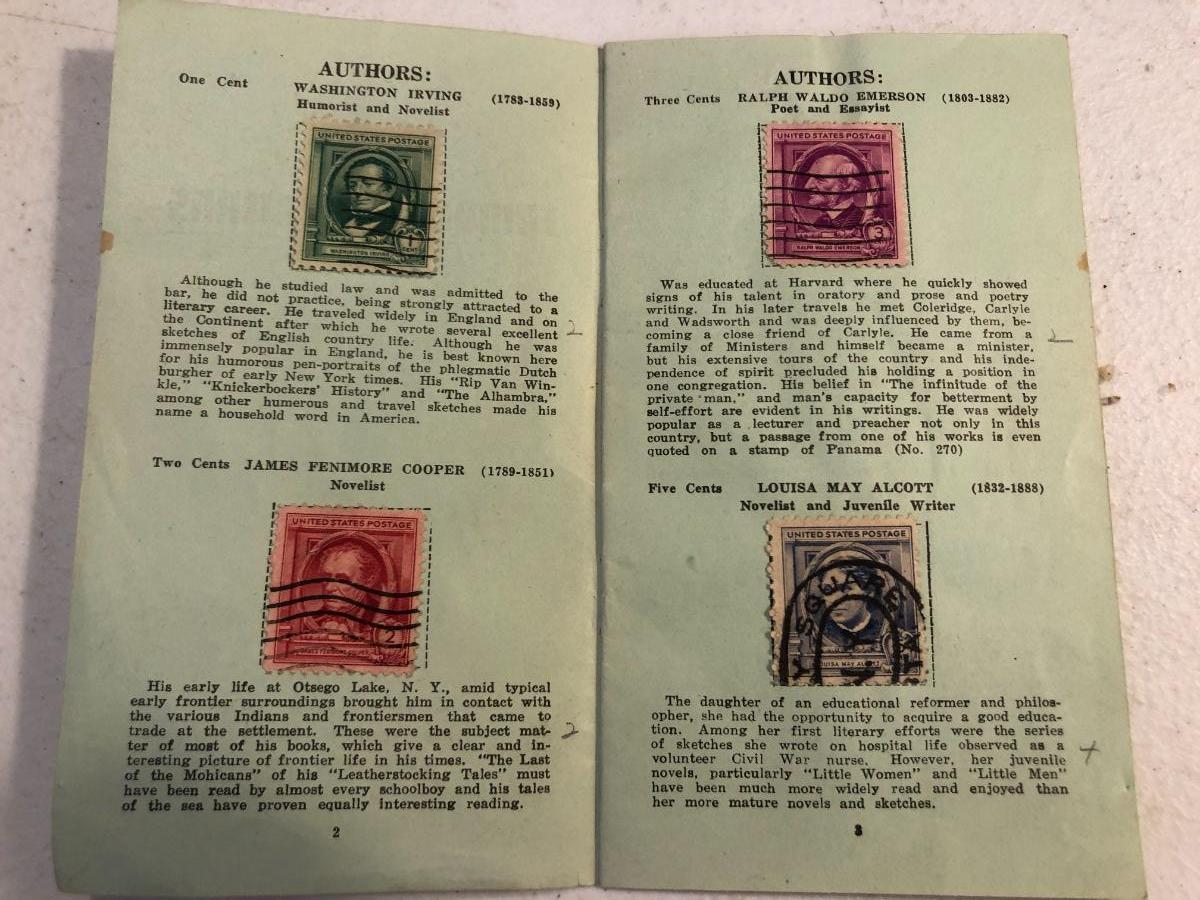 AUTHORS:
One Cent WASHINGTON IRVING (1783-1859)
Humorist and Novelist
UNITED STATES POSTAGE
1
CENT
WASHINGTON IRVING
Although he studied law and was admitted to the
bar, he did not practice, being strongly attracted to a
literary career. He traveled widely in England and on
the Continent after which he wrote several excellent
sketches of English country life. Although he was
immensely popular in England, he is best known here
for his humorous pen-portraits of the phlegmatic Dutch
burgher of early New York times. His "Rip Van Win-
kle," "Knickerbockers' History" and "The Alhambra,"
among other humerous and travel sketches made his
name a household word in America.
2
Two Cents JAMES FENIMORE COOPER (1789-1851)
Novelist
UNITED STATES POSTAGE
2
JAMES FENIMORE COOPER
His early life at Otsego Lake, N. Y., amid typical
early frontier surroundings brought him in contact with
the various Indians and frontiersmen that came to
trade at the settlement. These were the subject mat-
ter of most of his books, which give a clear and in-
teresting picture of frontier life in his times. "The Last
of the Mohicans" of his "Leatherstocking Tales" must
have been read by almost every schoolboy and his tales
of the sea have proven equally interesting reading.
2
2
AUTHORS:
Three Cents RALPH WALDO EMERSON (1803-1882)
Poet and Essayist
UNITED STATES POSTAGE
3
RALPH WALDO EMERSON
Was educated at Harvard where he quickly showed
signs of his talent in oratory and prose and poetry
writing. In his later travels he met Coleridge, Carlyle
and Wadsworth and was deeply influenced by them, be-
coming a close friend of Carlyle. He came from a
family of Ministers and himself became a minister,
but his extensive tours of the country and his inde-
pendence of spirit precluded his holding a position in
one congregation. His belief in "The infinitude of the
private man," and man's capacity for betterment by
self-effort are evident in his writings. He was widely
popular as a lecturer and preacher not only in this
country, but a passage from one of his works is even
quoted on a stamp of Panama (No. 270)
2
Five Cents LOUISA MAY ALCOTT (1832-1888)
Novelist and Juvenile Writer
UNITED STATES POSTAGE
SQUARE
LOUISA MAY ALCOTT
The daughter of an educational reformer and philos-
opher, she had the opportunity to acquire a good educa-
tion. Among her first literary efforts were the series
of sketches she wrote on hospital life observed as a
volunteer Civil War nurse. However, her juvenile
novels, particularly "Little Women" and "Little Men"
have been much more widely read and enjoyed than
her more mature novels and sketches.
4
3